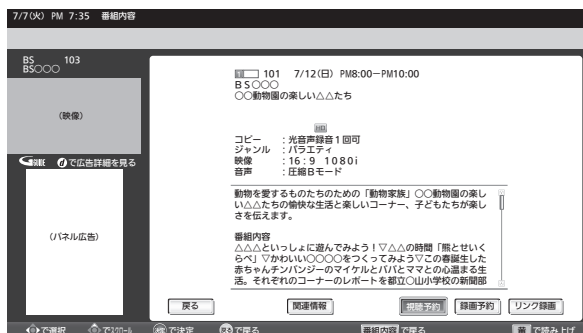 7/7(火) PM 7:35 番組内容
BS 103
BS○○○
(映像)
GUIDE dで広告詳細を見る
(パネル広告)
101 7/12(日) PM8:00−PM10:00
BS○○○
○○動物園の楽しい△△たち
HD
コピー :光音声録音1回可
ジャンル :バラエティ
映像 :16:9 1080i
音声 :圧縮Bモード
動物を愛するものたちのための「動物家族」○○動物園の楽し
い△△たちの愉快な生活と楽しいコーナー、子どもたちが楽し
さを伝えます。
番組内容
△△△といっしょに遊んでみよう!▽△△の時間「熊とせいく
らべ」▽かわいい○○○○をつくってみよう▽この春誕生した
赤ちゃんチンパンジーのマイケルとパパとママとの心温まる生
活。それぞれのコーナーのレポートを都立○山小学校の新聞部
戻る 関連情報 視聴予約 録画予約 リンク録画
で選択 でスクロール で決定 で戻る 番組内容 で戻る で読み上げ